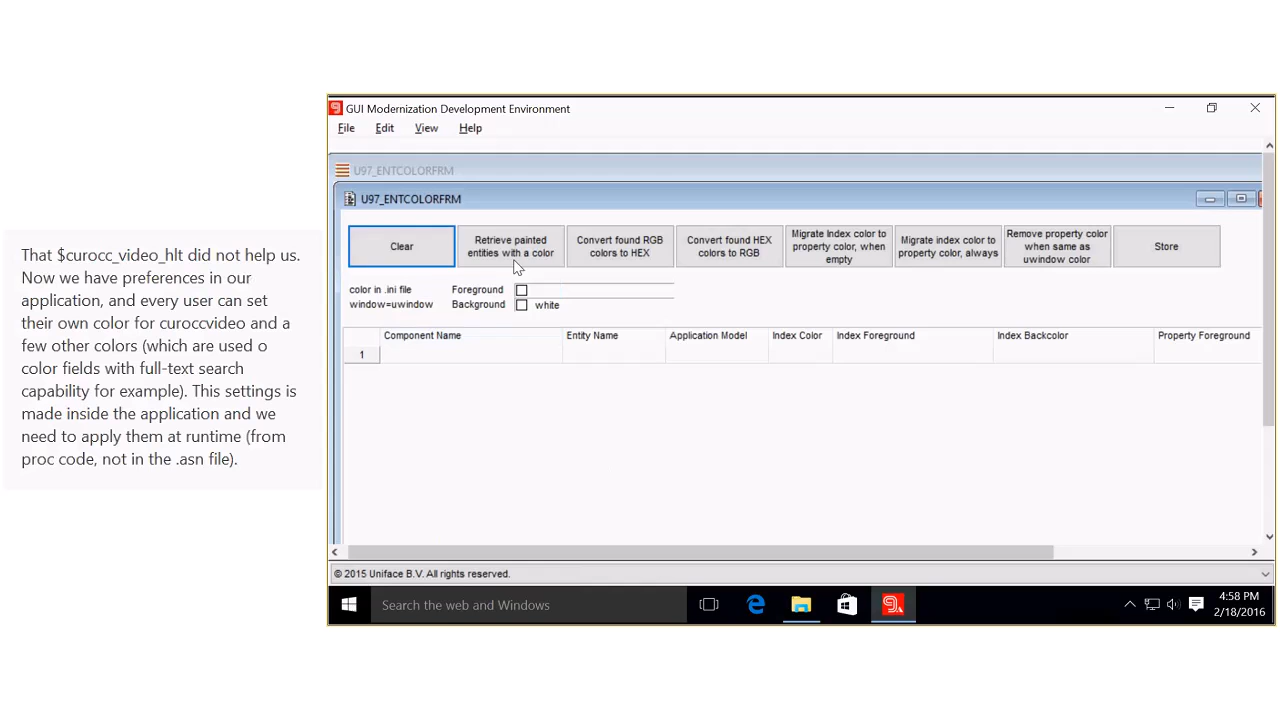 That $curocc_video_hlt did not help us.
Now we have preferences in our
application, and every user can set
their own color for curoccvideo and a
few other colors (which are used o
color fields with full-text search
capability for example). This settings is
made inside the application and we
need to apply them at runtime (from
proc code, not in the .asn file).
GUI Modernization Development Environment
File Edit View Help
U97_ENTCOLORFRM
U97_ENTCOLORFRM
Clear
Retrieve painted
entities with a color
Convert found RGB
colors to HEX
Convert found HEX
colors to RGB
Migrate Index color to
property color, when
empty
Migrate index color to
property color, always
Remove property color
when same as
uwindow color
Store
color in .ini file Foreground
window=uwindow Background white
Component Name Entity Name Application Model Index Color Index Foreground Index Backcolor Property Foreground
1
© 2015 Uniface B.V. All rights reserved.
Search the web and Windows
4:58 PM
2/18/2016